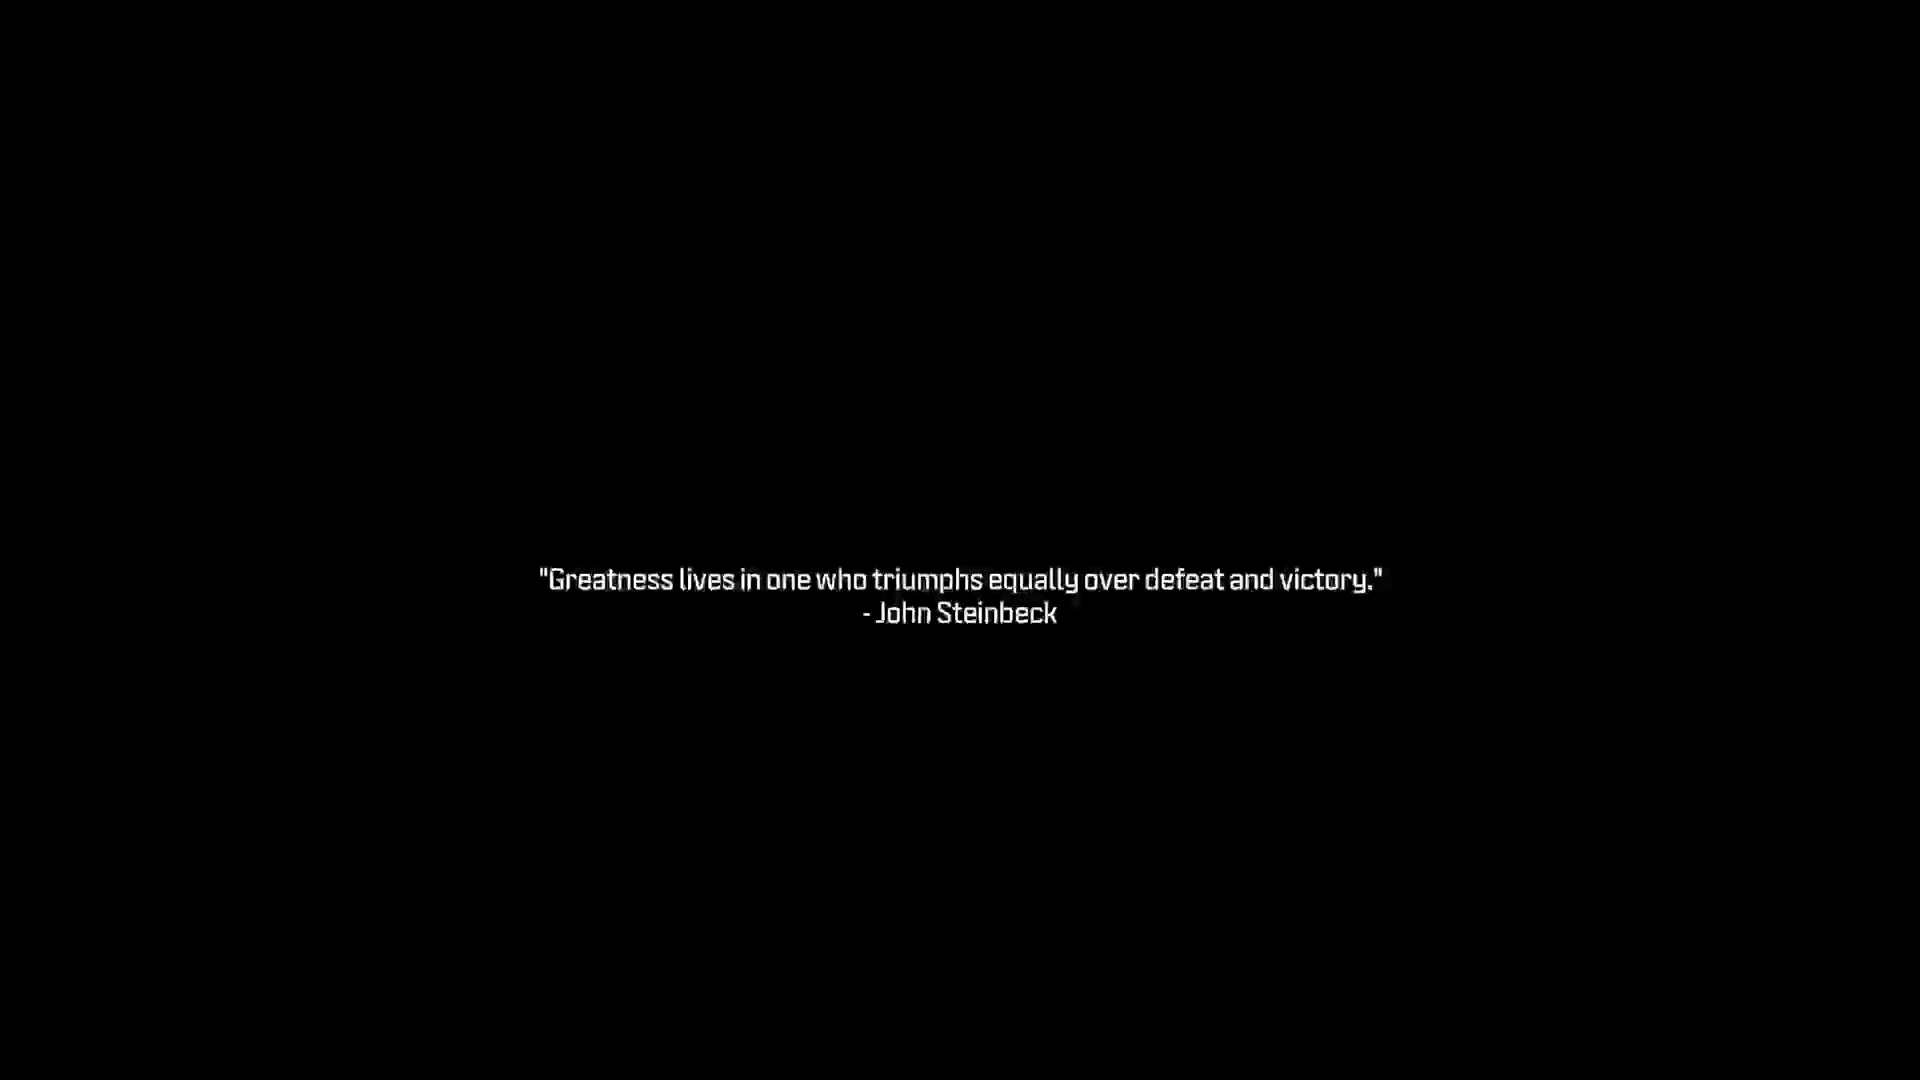 "Greatness lives in one who triumphs equally over defeat and victory."
- John Steinbeck